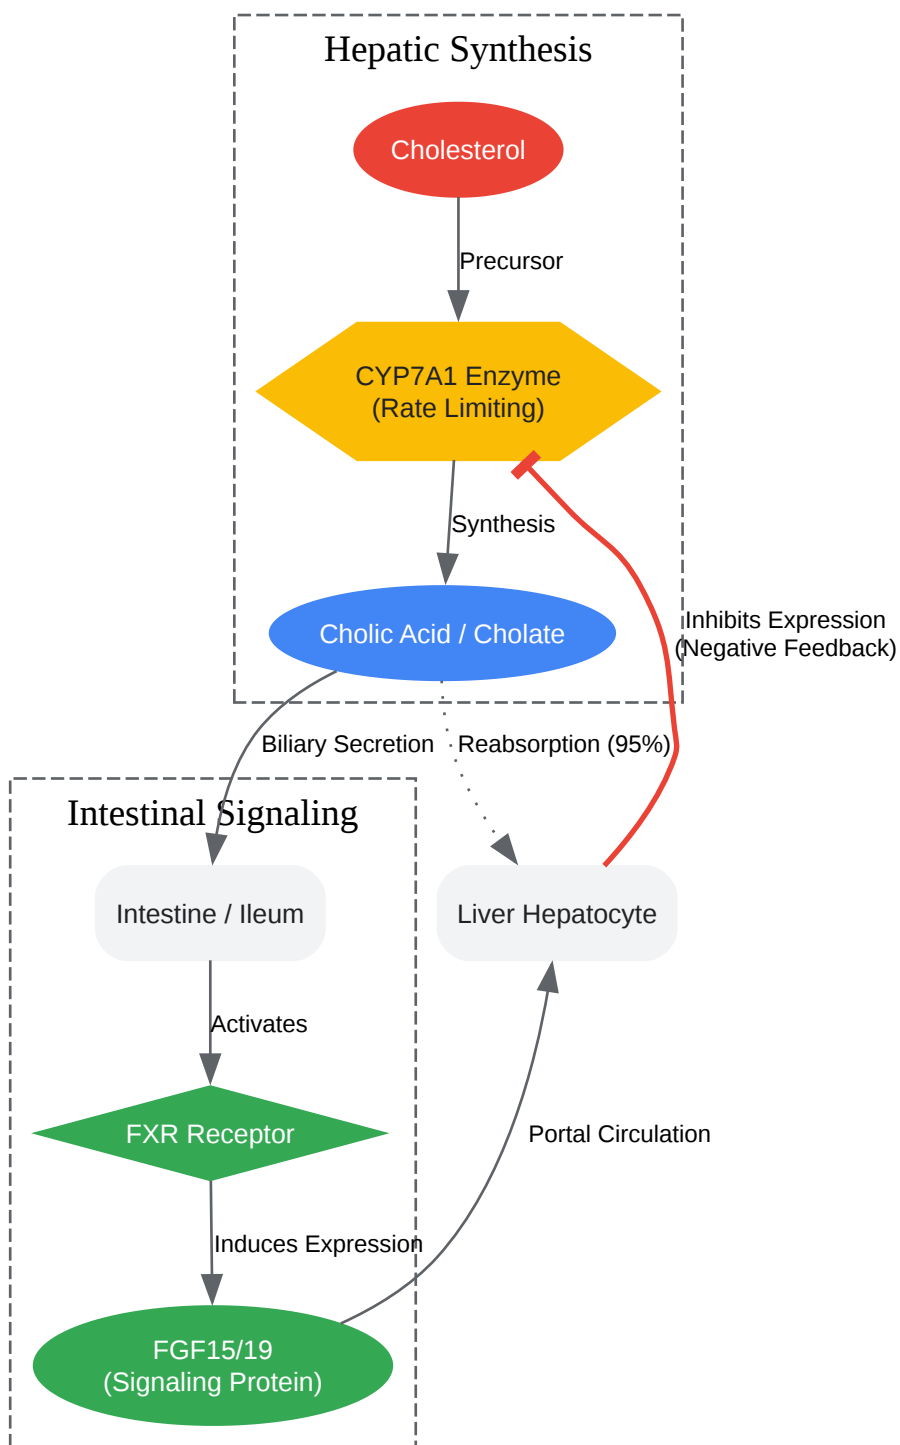 Hepatic Synthesis
Cholesterol
Precursor
CYP7A1 Enzyme
(Rate Limiting)
Synthesis
Cholic Acid / Cholate
Inhibits Expression
(Negative Feedback)
Biliary Secretion
Reabsorption (95%)
Intestinal Signaling
Intestine / Ileum
Liver Hepatocyte
Activates
FXR Receptor
Portal Circulation
Induces Expression
FGF15/19
(Signaling Protein)